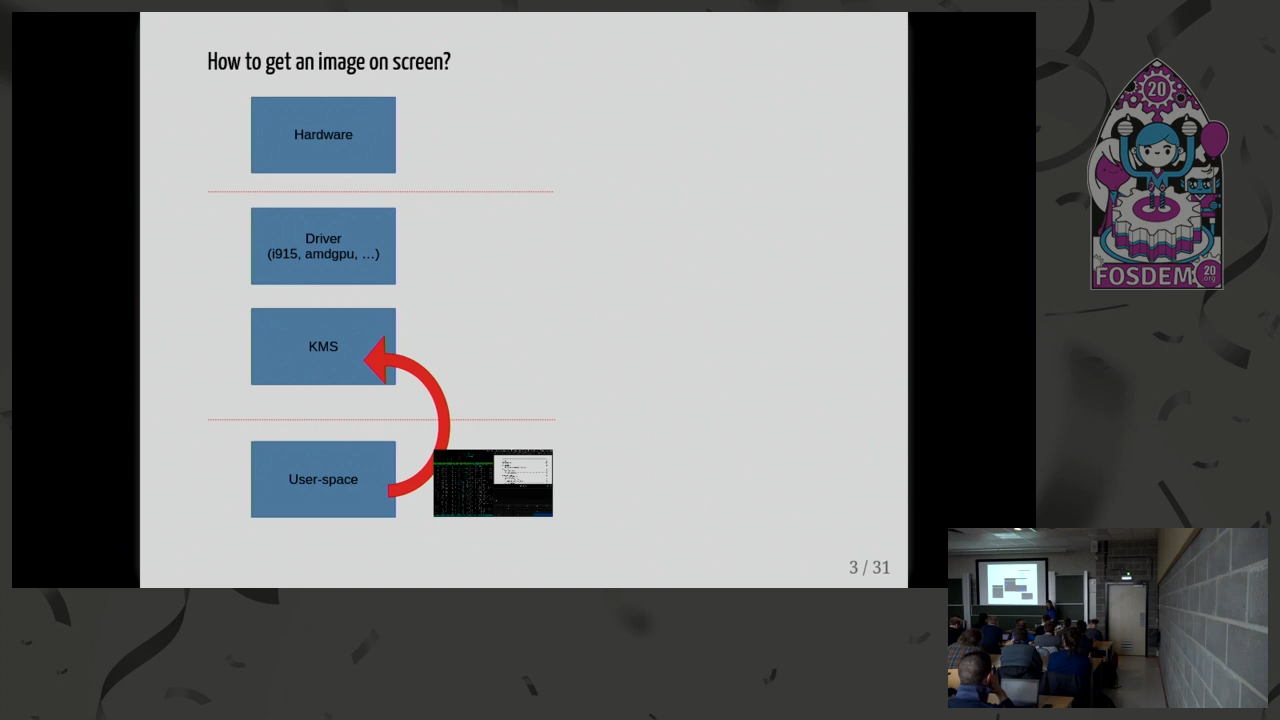 How to get an image on screen?
Hardware
Driver
(i915, amdgpu, ...)
KMS
User-space
3 / 31
20
FOSDEM
20
.org